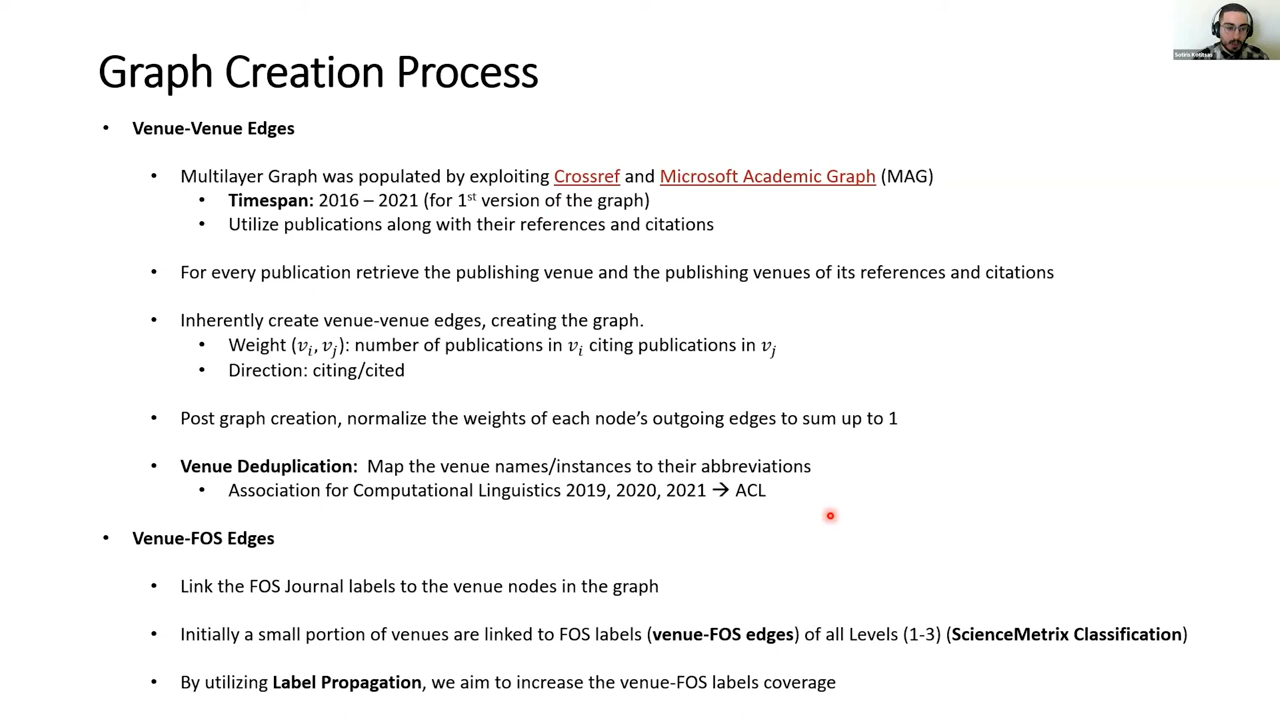 Sotiris Kotitsas
Graph Creation Process
• Venue-Venue Edges
• Multilayer Graph was populated by exploiting Crossref and Microsoft Academic Graph (MAG)
• Timespan: 2016 – 2021 (for 1st version of the graph)
• Utilize publications along with their references and citations
• For every publication retrieve the publishing venue and the publishing venues of its references and citations
• Inherently create venue-venue edges, creating the graph.
• Weight (𝑣𝑖, 𝑣𝑗): number of publications in 𝑣𝑖 citing publications in 𝑣𝑗
• Direction: citing/cited
• Post graph creation, normalize the weights of each node’s outgoing edges to sum up to 1
• Venue Deduplication: Map the venue names/instances to their abbreviations
• Association for Computational Linguistics 2019, 2020, 2021 → ACL
• Venue-FOS Edges
• Link the FOS Journal labels to the venue nodes in the graph
• Initially a small portion of venues are linked to FOS labels (venue-FOS edges) of all Levels (1-3) (ScienceMetrix Classification)
• By utilizing Label Propagation, we aim to increase the venue-FOS labels coverage